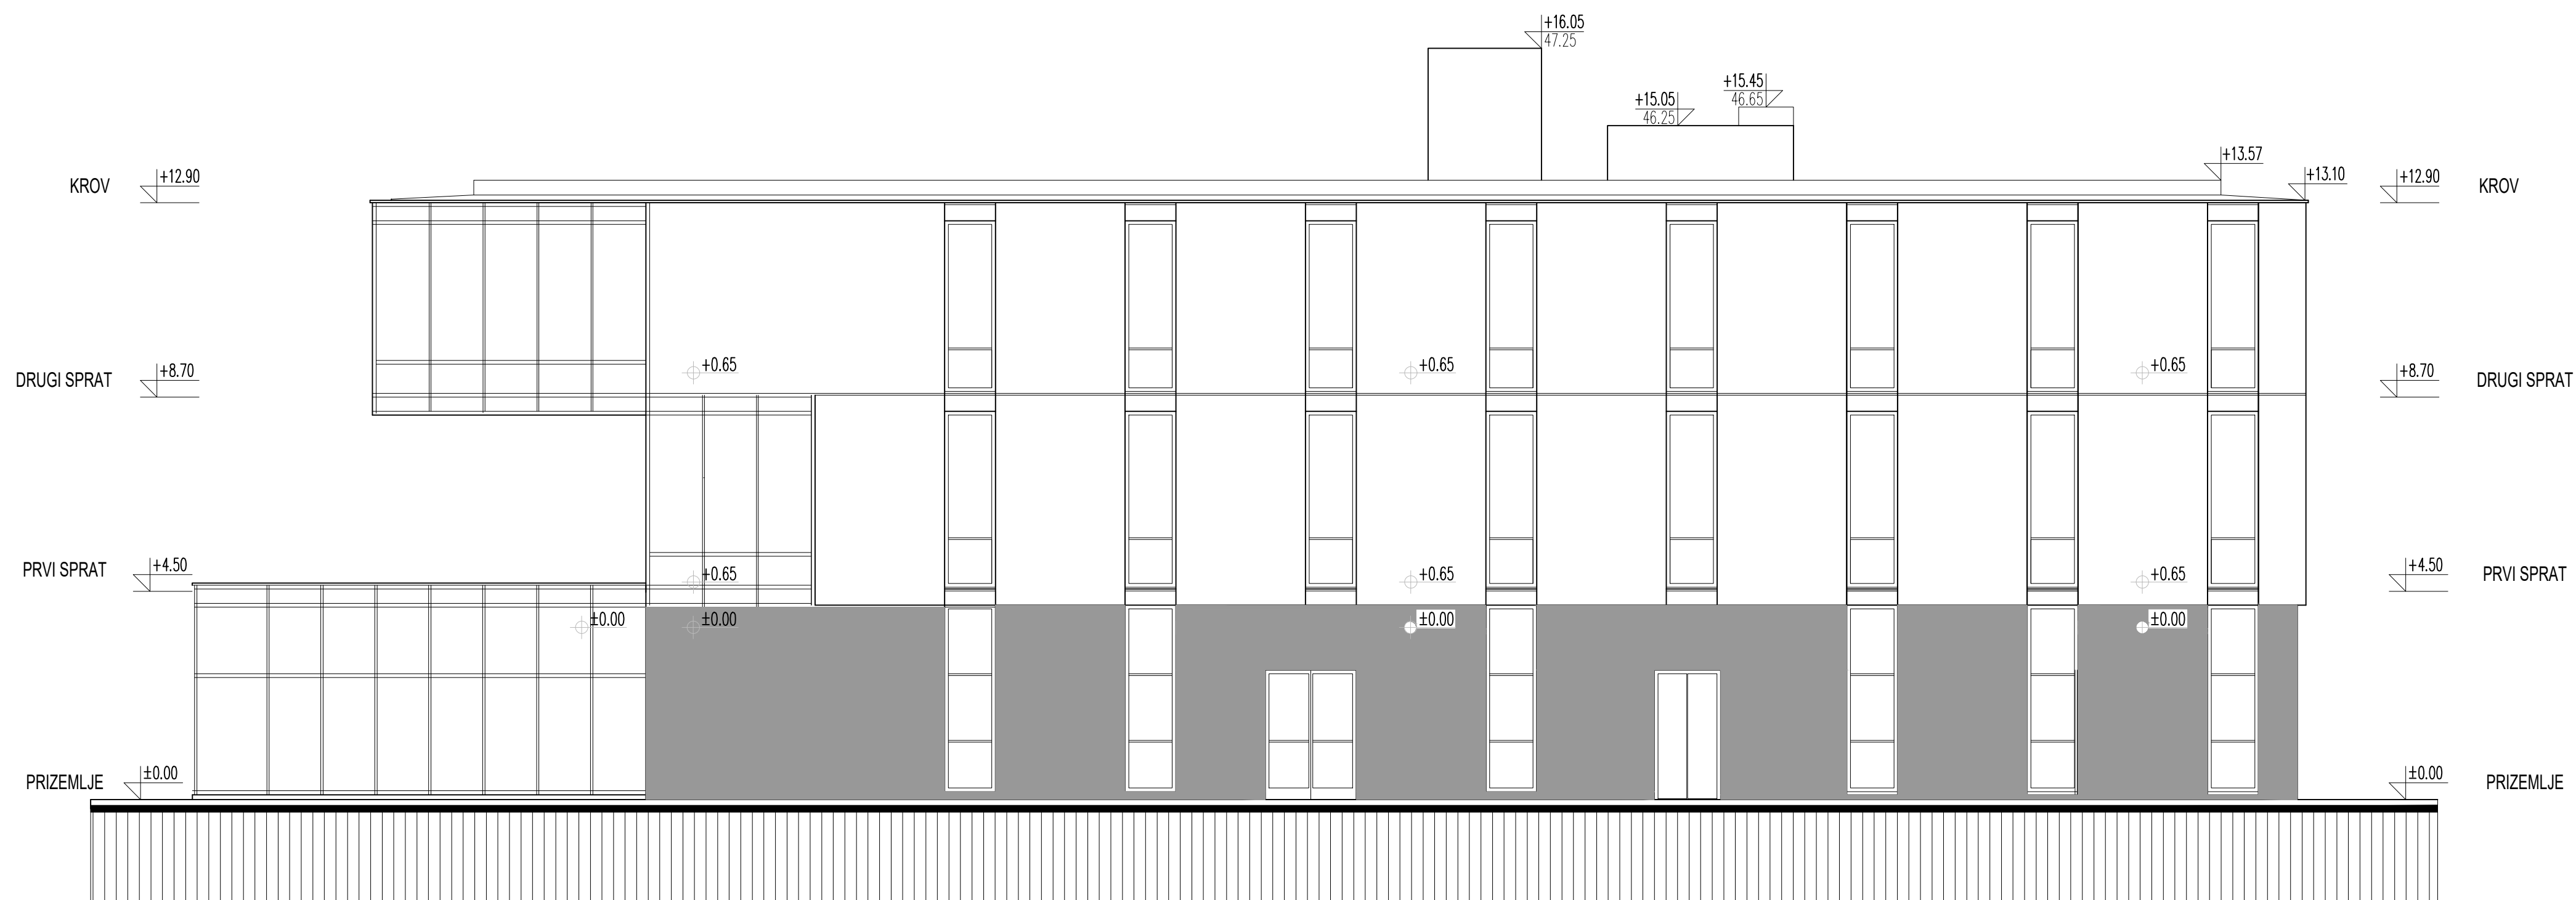 +16.05
47.25
+15.45
46.65
+15.05
46.25
+13.57
KROV +12.90 +13.10 +12.90 KROV
+0.65 +0.65 +0.65
DRUGI SPRAT +8.70 +8.70 DRUGI SPRAT
PRVI SPRAT +4.50 +0.65 +0.65 +0.65 +4.50 PRVI SPRAT
±0.00 ±0.00 ±0.00 ±0.00
PRIZEMLJE ±0.00 ±0.00 PRIZEMLJE